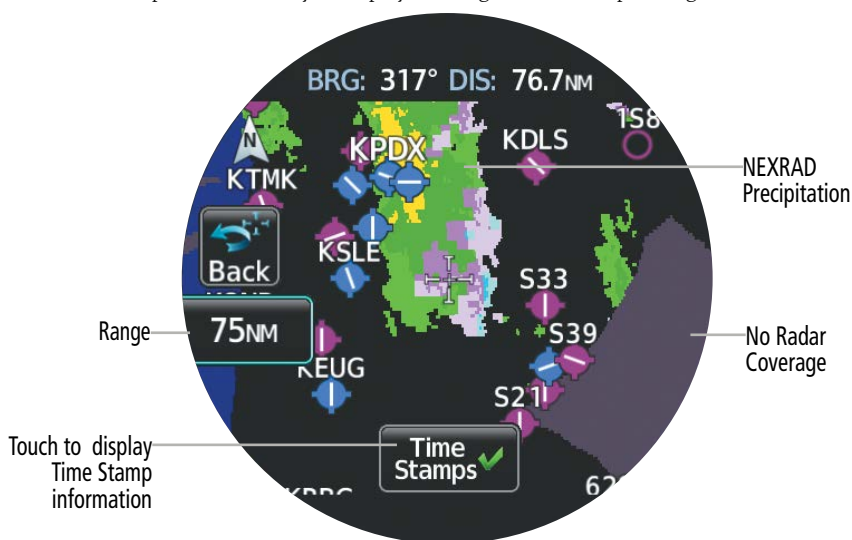 BRG: 317° DIS: 76.7NM
1S8
KPDX
KDLS
N
KTMK
NEXRAD
Precipitation
KSLE
Back
S33
Range
75NM
S39
No Radar
Coverage
KEUG
S21
Touch to display
Time Stamp
information
Time
Stamps